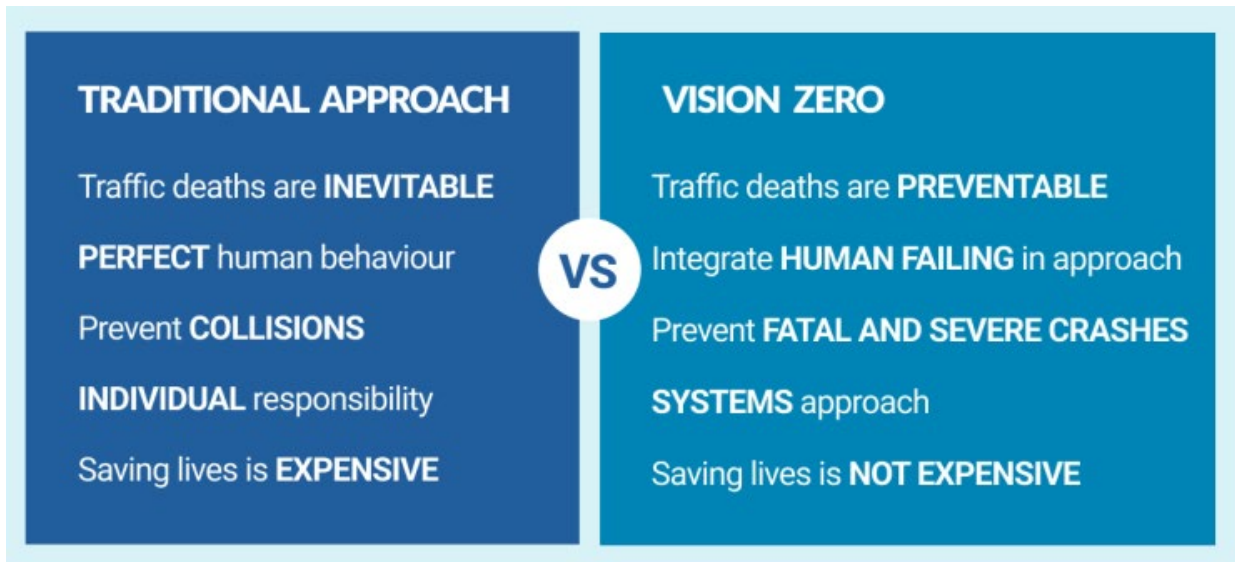 TRADITIONAL APPROACH
Traffic deaths are INEVITABLE
PERFECT human behaviour
Prevent COLLISIONS
INDIVIDUAL responsibility
Saving lives is EXPENSIVE
VS
VISION ZERO
Traffic deaths are PREVENTABLE
Integrate HUMAN FAILING in approach
Prevent FATAL AND SEVERE CRASHES
SYSTEMS approach
Saving lives is NOT EXPENSIVE